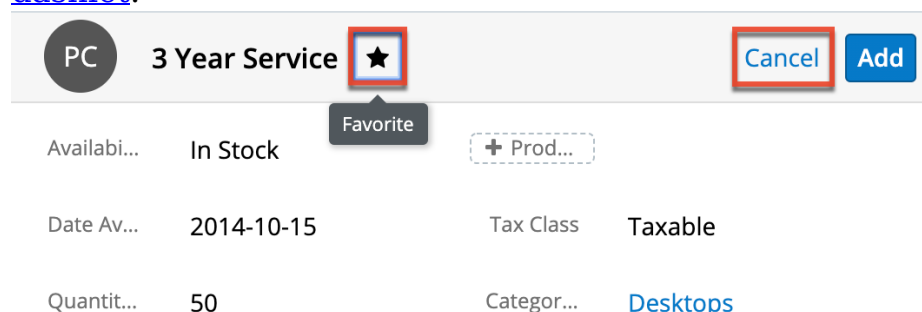 PC 3 Year Service ★ Cancel Add
Favorite
Availabi... In Stock + Prod...
Date Av... 2014-10-15 Tax Class Taxable
Quantit... 50 Categor... Desktops